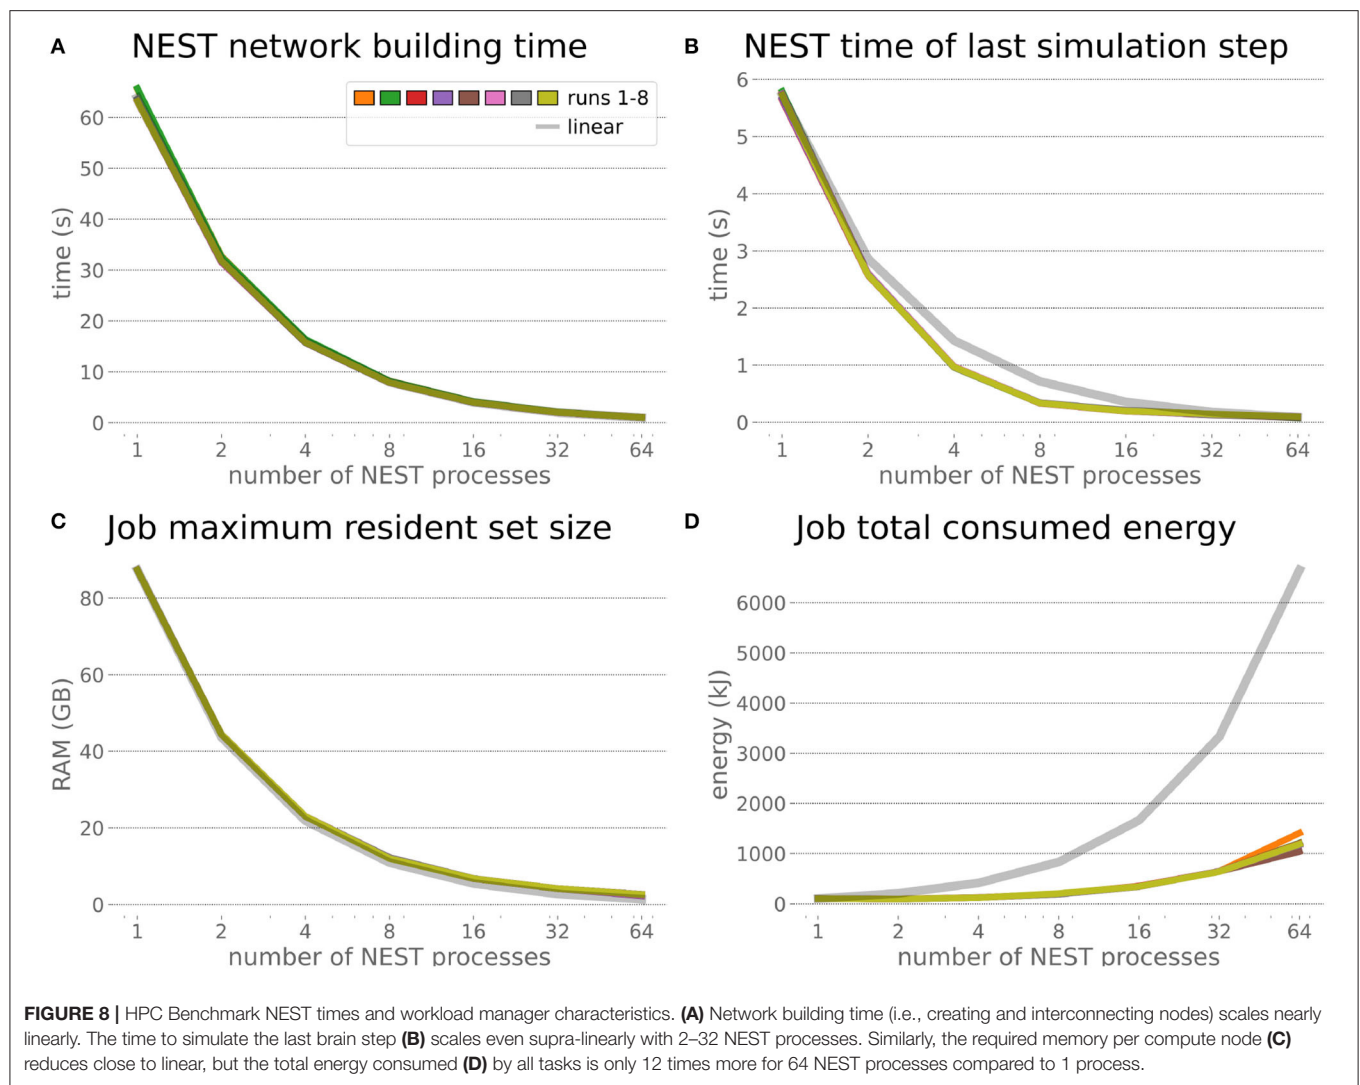 A NEST network building time
runs 1-8
linear
60
50
40
30
20
10
0
time (s)
1 2 4 8 16 32 64
number of NEST processes
B NEST time of last simulation step
6
5
4
3
2
1
0
time (s)
1 2 4 8 16 32 64
number of NEST processes
C Job maximum resident set size
80
60
40
20
0
RAM (GB)
1 2 4 8 16 32 64
number of NEST processes
D Job total consumed energy
6000
5000
4000
3000
2000
1000
0
energy (kJ)
1 2 4 8 16 32 64
number of NEST processes
FIGURE 8 | HPC Benchmark NEST times and workload manager characteristics. (A) Network building time (i.e., creating and interconnecting nodes) scales nearly
linearly. The time to simulate the last brain step (B) scales even supra-linearly with 2–32 NEST processes. Similarly, the required memory per compute node (C)
reduces close to linear, but the total energy consumed (D) by all tasks is only 12 times more for 64 NEST processes compared to 1 process.